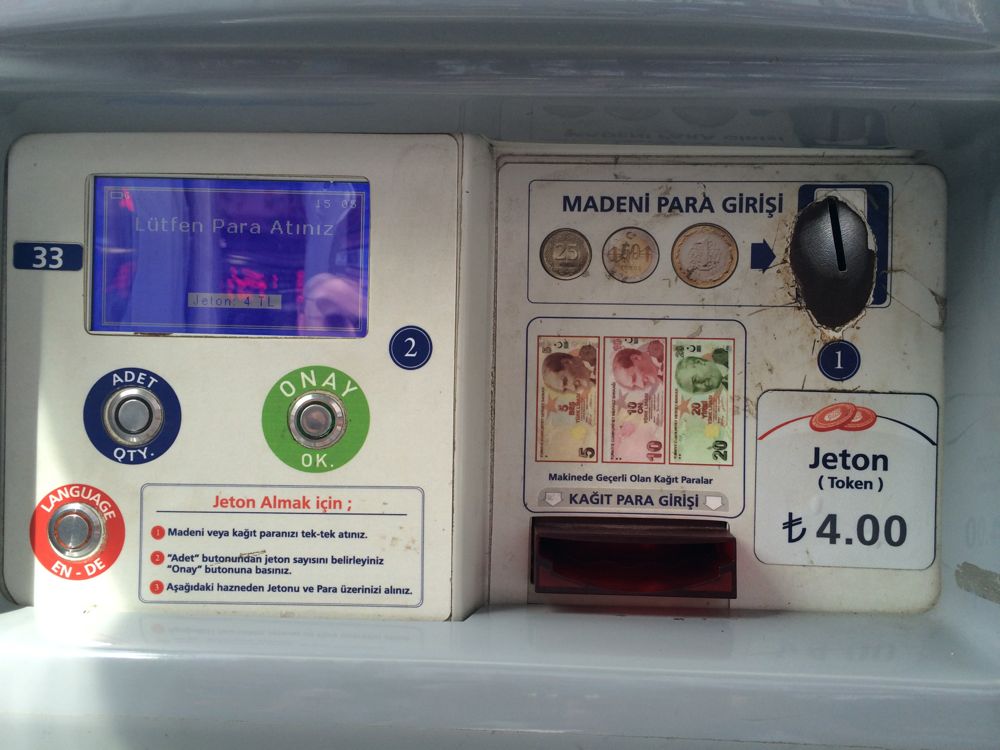 33
15 05
Lütfen Para Atınız
Jeton: 4 TL
2
ADET
QTY.
ONAY
OK.
LANGUAGE
EN - DE
Jeton Almak için ;
1 Madeni veya kağıt paranızı tek-tek atınız.
2 "Adet" butonundan jeton sayısını belirleyiniz
"Onay" butonuna basınız.
3 Aşağıdaki hazneden Jetonu ve Para üzerinizi alınız.
MADENİ PARA GİRİŞİ
25
50
1
5
10
20
Makinede Geçerli Olan Kağıt Paralar
KAĞIT PARA GİRİŞİ
Jeton
( Token )
₺ 4.00